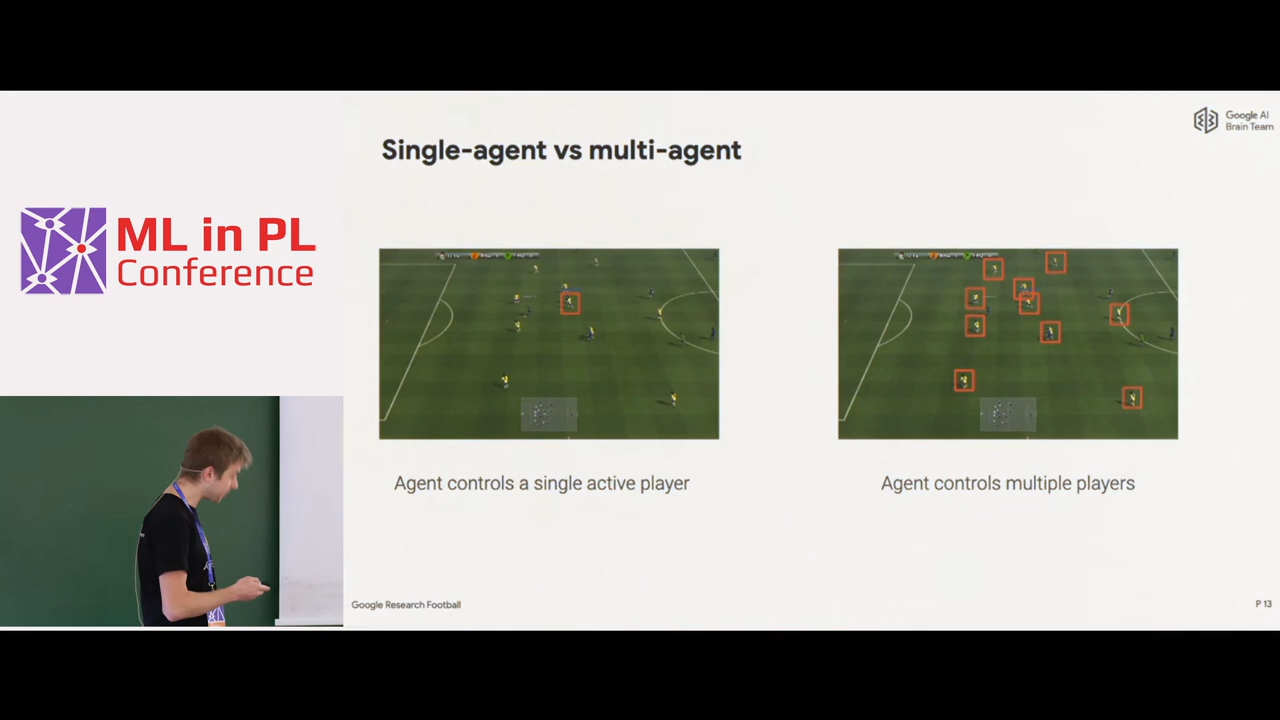 Google AI
Brain Team
Single-agent vs multi-agent
ML in PL
Conference
Agent controls a single active player
Agent controls multiple players
Google Research Football
P 13